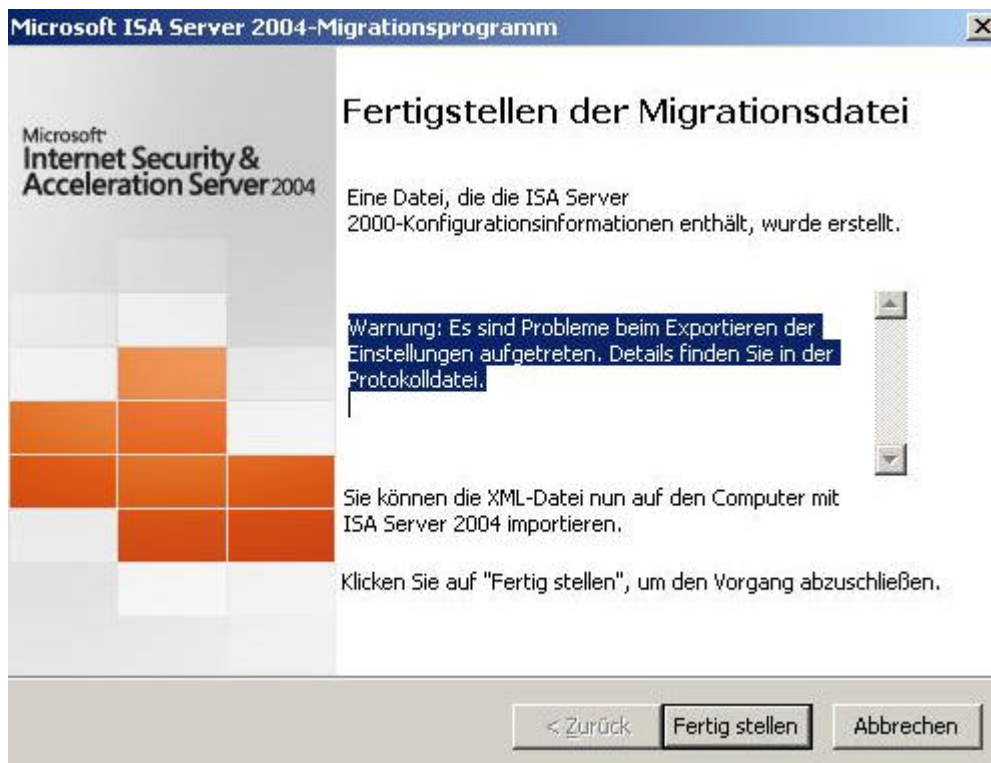 Microsoft ISA Server 2004-Migrationsprogramm
Microsoft
Internet Security &
Acceleration Server 2004
Fertigstellen der Migrationsdatei
Eine Datei, die die ISA Server
2000-Konfigurationsinformationen enthält, wurde erstellt.
Warnung: Es sind Probleme beim Exportieren der
Einstellungen aufgetreten. Details finden Sie in der
Protokolldatei.
Sie können die XML-Datei nun auf den Computer mit
ISA Server 2004 importieren.
Klicken Sie auf "Fertig stellen", um den Vorgang abzuschließen.
< Zurück
Fertig stellen
Abbrechen